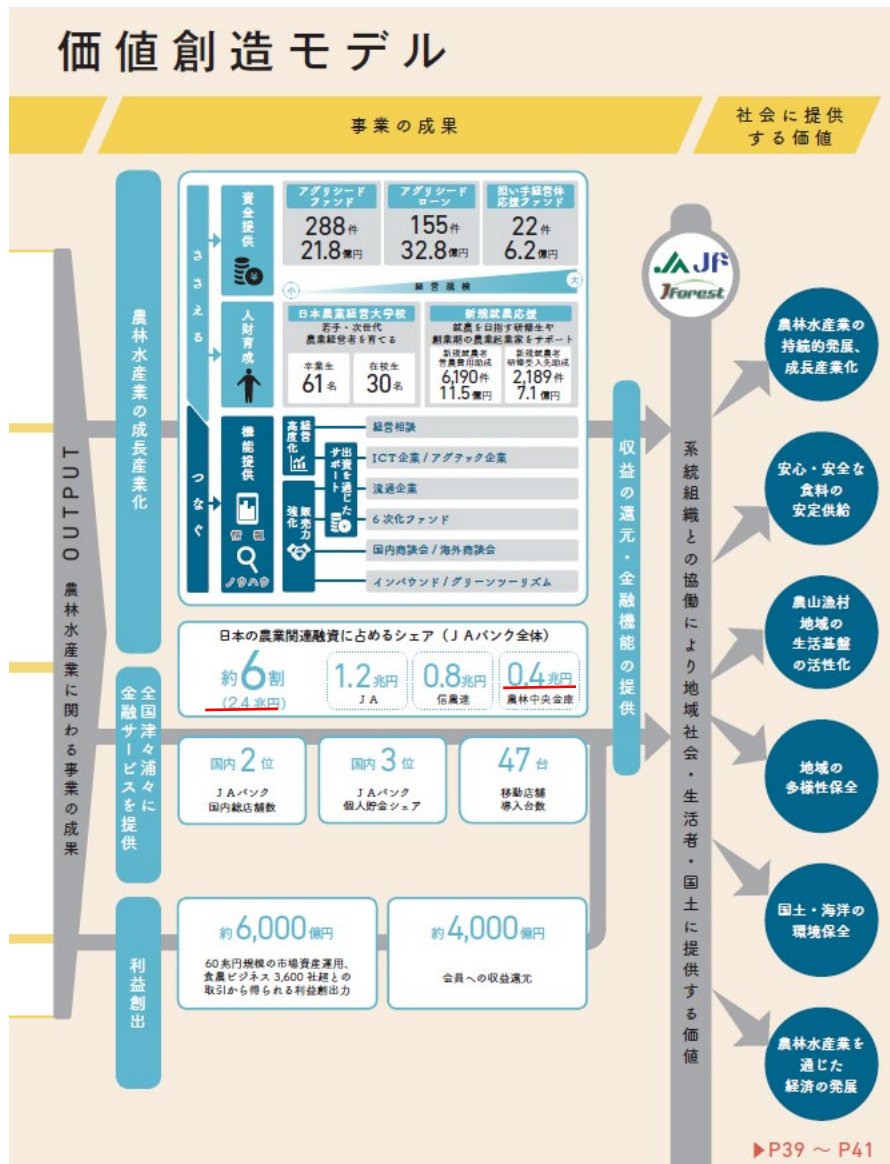 価値創造モデル
事業の成果
社会に提供
する価値
OUTPUT 農林水産業に関わる事業の成果
農林水産業の成長産業化
ささえる
つなぐ
資金提供
アグリシード
ファンド
288件
21.8億円
アグリシード
ローン
155件
32.8億円
担い手経営体
応援ファンド
22件
6.2億円
小
経営規模
大
人財育成
日本農業経営大学校
若手・次世代
農業経営者を育てる
卒業生
61名
在校生
30名
新規就農応援
就農を目指す研修生や
創業期の農業起業家をサポート
新規就農者
営農費用助成
6,190件
11.5億円
新規就農者
研修受入先助成
2,189件
7.1億円
機能提供
情報
ノウハウ
経営
高度化
販売力
強化
出資を通じた
サポート
経営相談
ICT企業/アグテック企業
流通企業
6次化ファンド
国内商談会/海外商談会
インバウンド/グリーンツーリズム
日本の農業関連融資に占めるシェア(JAバンク全体)
約6割
(2.4兆円)
1.2兆円
JA
0.8兆円
信農連
0.4兆円
農林中央金庫
全国津々浦々に
金融サービスを提供
国内2位
JAバンク
国内総店舗数
国内3位
JAバンク
個人貯金シェア
47台
移動店舗
導入台数
利益創出
約6,000億円
60兆円規模の市場資産運用、
食農ビジネス3,600社超との
取引から得られる利益創出力
約4,000億円
会員への収益還元
収益の還元・金融機能の提供
JA JF
JForest
系統組織との協働により地域社会・生活者・国土に提供する価値
農林水産業の
持続的発展、
成長産業化
安心・安全な
食料の
安定供給
農山漁村
地域の
生活基盤
の活性化
地域の
多様性保全
国土・海洋の
環境保全
農林水産業を
通じた
経済の発展
▶P39 ～ P41